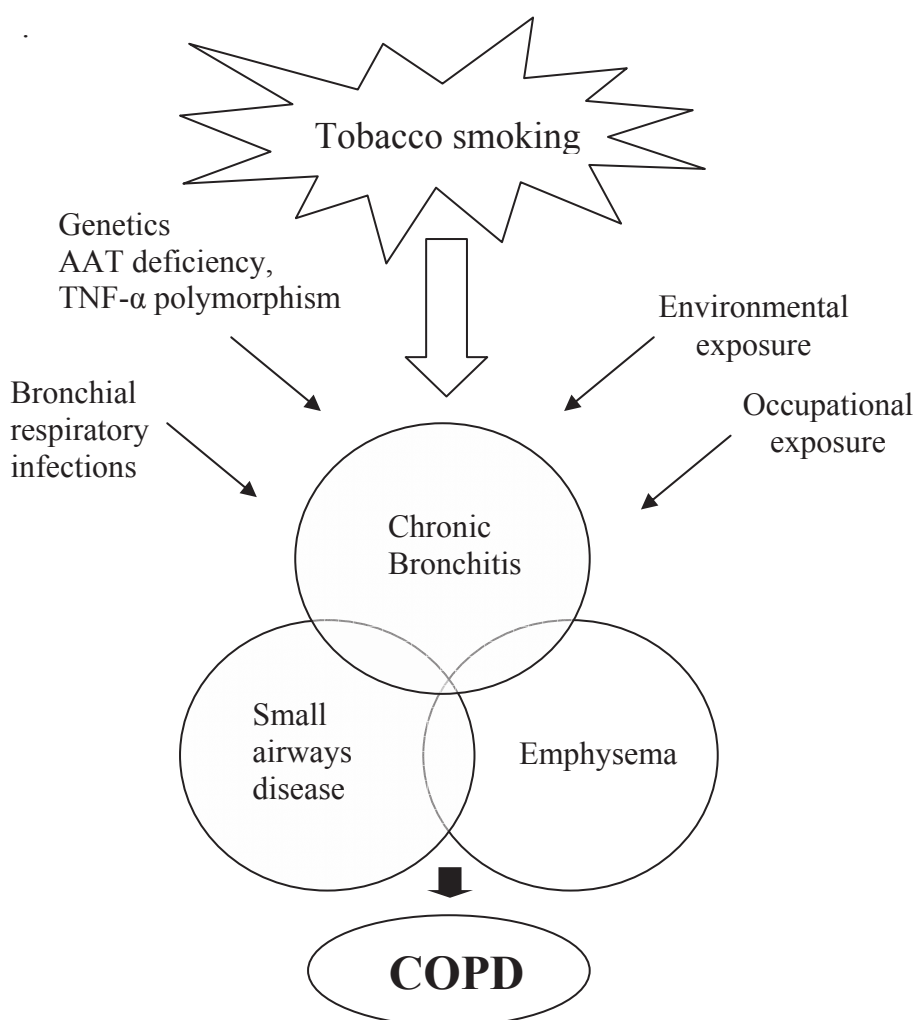 Tobacco smoking
Genetics
AAT deficiency,
TNF-α polymorphism
Environmental
exposure
Bronchial
respiratory
infections
Occupational
exposure
Chronic
Bronchitis
Small
airways
disease
Emphysema
COPD